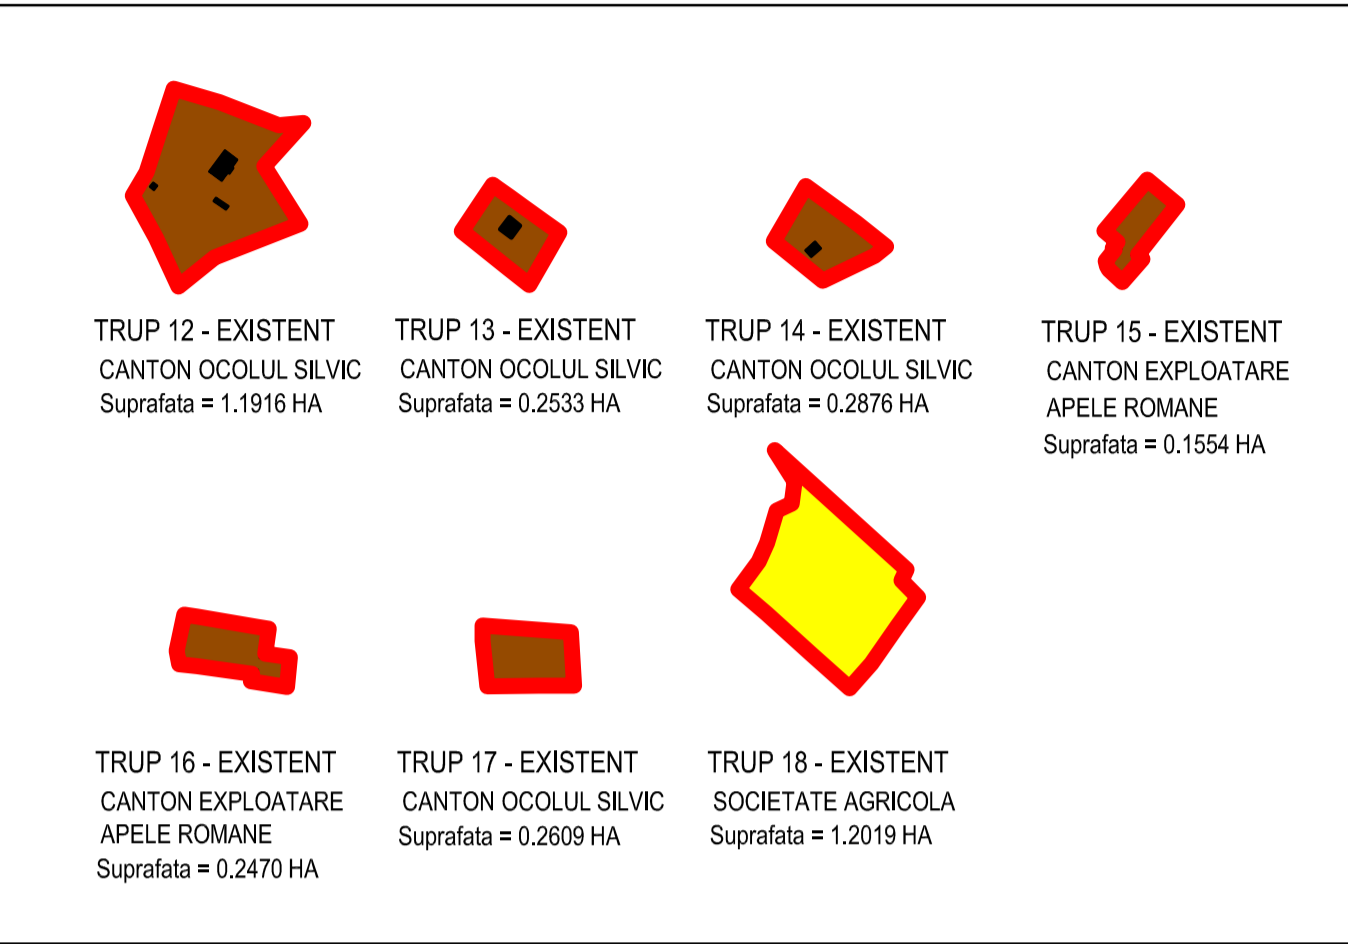 TRUP 12 - EXISTENT
CANTON OCOLUL SILVIC
Suprafata = 1.1916 HA
TRUP 13 - EXISTENT
CANTON OCOLUL SILVIC
Suprafata = 0.2533 HA
TRUP 14 - EXISTENT
CANTON OCOLUL SILVIC
Suprafata = 0.2876 HA
TRUP 15 - EXISTENT
CANTON EXPLOATARE
APELE ROMANE
Suprafata = 0.1554 HA
TRUP 16 - EXISTENT
CANTON EXPLOATARE
APELE ROMANE
Suprafata = 0.2470 HA
TRUP 17 - EXISTENT
CANTON OCOLUL SILVIC
Suprafata = 0.2609 HA
TRUP 18 - EXISTENT
SOCIETATE AGRICOLA
Suprafata = 1.2019 HA